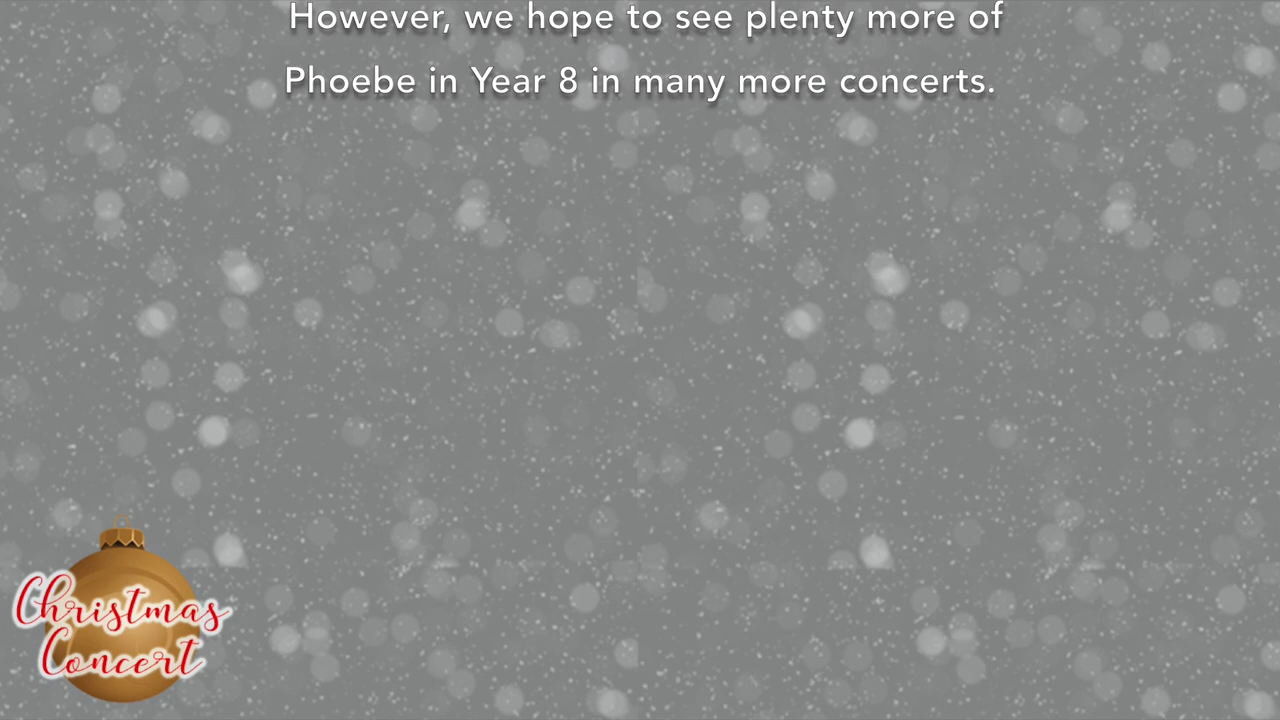 However, we hope to see plenty more of
Phoebe in Year 8 in many more concerts.
Christmas
Concert